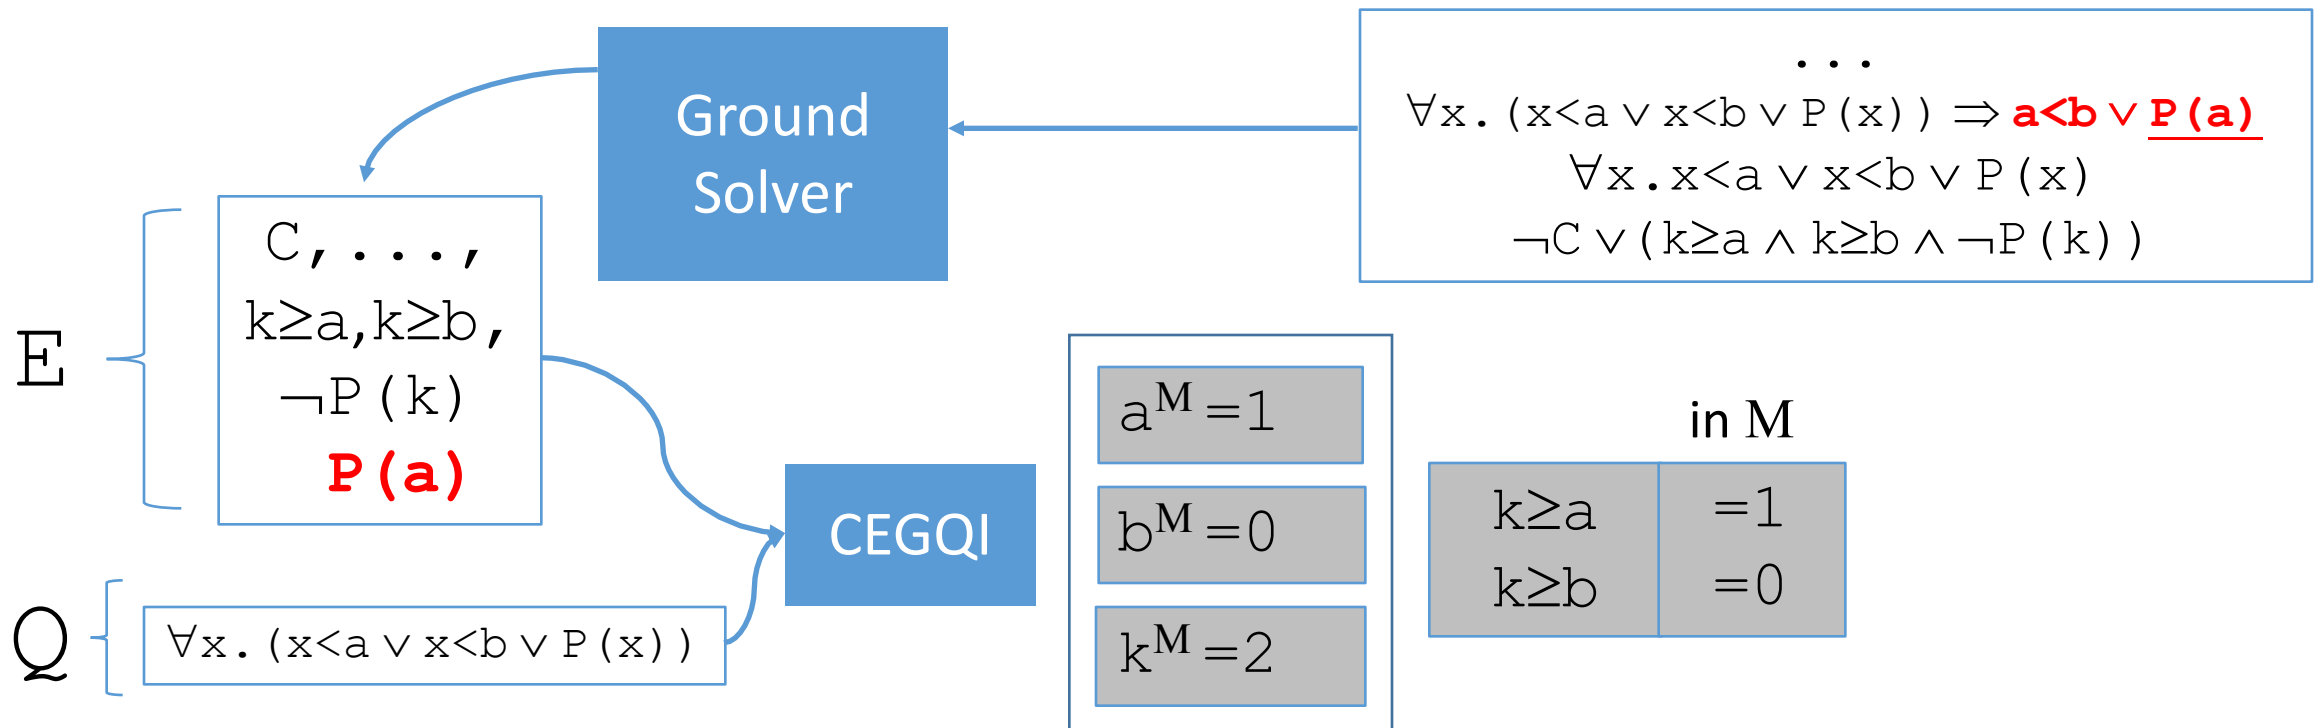 ...
∀x.(x<a ∨ x<b ∨ P(x)) ⇒ a<b ∨ P(a)
∀x.x<a ∨ x<b ∨ P(x)
¬C ∨ (k≥a ∧ k≥b ∧ ¬P(k))
Ground
Solver
E
C,...,
k≥a,k≥b,
¬P(k)
P(a)
Q
∀x.(x<a ∨ x<b ∨ P(x))
CEGQI
a^M=1
b^M=0
k^M=2
in M
k≥a =1
k≥b =0